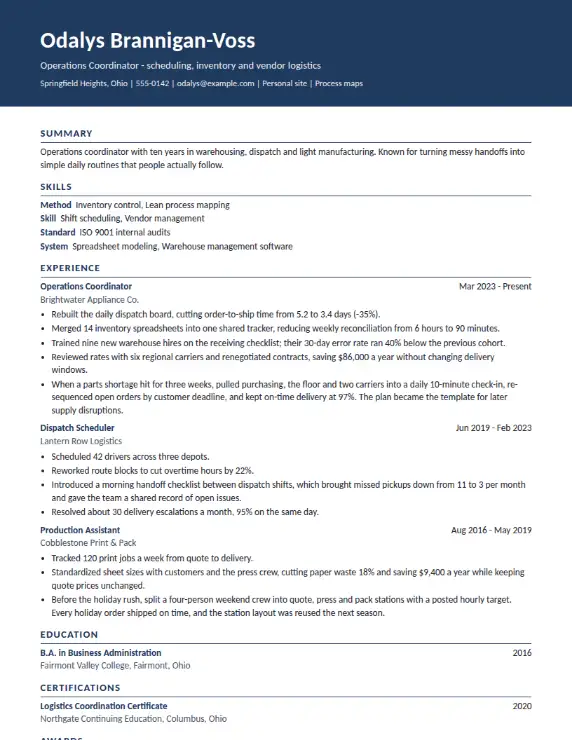 Odalys Brannigan-Voss
Operations Coordinator - scheduling, inventory and vendor logistics
Springfield Heights, Ohio | 555-0142 | odalys@example.com | Personal site | Process maps
SUMMARY
Operations coordinator with ten years in warehousing, dispatch and light manufacturing. Known for turning messy handoffs into
simple daily routines that people actually follow.
SKILLS
Method Inventory control, Lean process mapping
Skill Shift scheduling, Vendor management
Standard ISO 9001 internal audits
System Spreadsheet modeling, Warehouse management software
EXPERIENCE
Operations Coordinator Mar 2023 - Present
Brightwater Appliance Co.
• Rebuilt the daily dispatch board, cutting order-to-ship time from 5.2 to 3.4 days (-35%).
• Merged 14 inventory spreadsheets into one shared tracker, reducing weekly reconciliation from 6 hours to 90 minutes.
• Trained nine new warehouse hires on the receiving checklist; their 30-day error rate ran 40% below the previous cohort.
• Reviewed rates with six regional carriers and renegotiated contracts, saving $86,000 a year without changing delivery
windows.
• When a parts shortage hit for three weeks, pulled purchasing, the floor and two carriers into a daily 10-minute check-in, re-
sequenced open orders by customer deadline, and kept on-time delivery at 97%. The plan became the template for later
supply disruptions.
Dispatch Scheduler Jun 2019 - Feb 2023
Lantern Row Logistics
• Scheduled 42 drivers across three depots.
• Reworked route blocks to cut overtime hours by 22%.
• Introduced a morning handoff checklist between dispatch shifts, which brought missed pickups down from 11 to 3 per month
and gave the team a shared record of open issues.
• Resolved about 30 delivery escalations a month, 95% on the same day.
Production Assistant Aug 2016 - May 2019
Cobblestone Print & Pack
• Tracked 120 print jobs a week from quote to delivery.
• Standardized sheet sizes with customers and the press crew, cutting paper waste 18% and saving $9,400 a year while keeping
quote prices unchanged.
• Before the holiday rush, split a four-person weekend crew into quote, press and pack stations with a posted hourly target.
Every holiday order shipped on time, and the station layout was reused the next season.
EDUCATION
B.A. in Business Administration 2016
Fairmont Valley College, Fairmont, Ohio
CERTIFICATIONS
Logistics Coordination Certificate 2020
Northgate Continuing Education, Columbus, Ohio